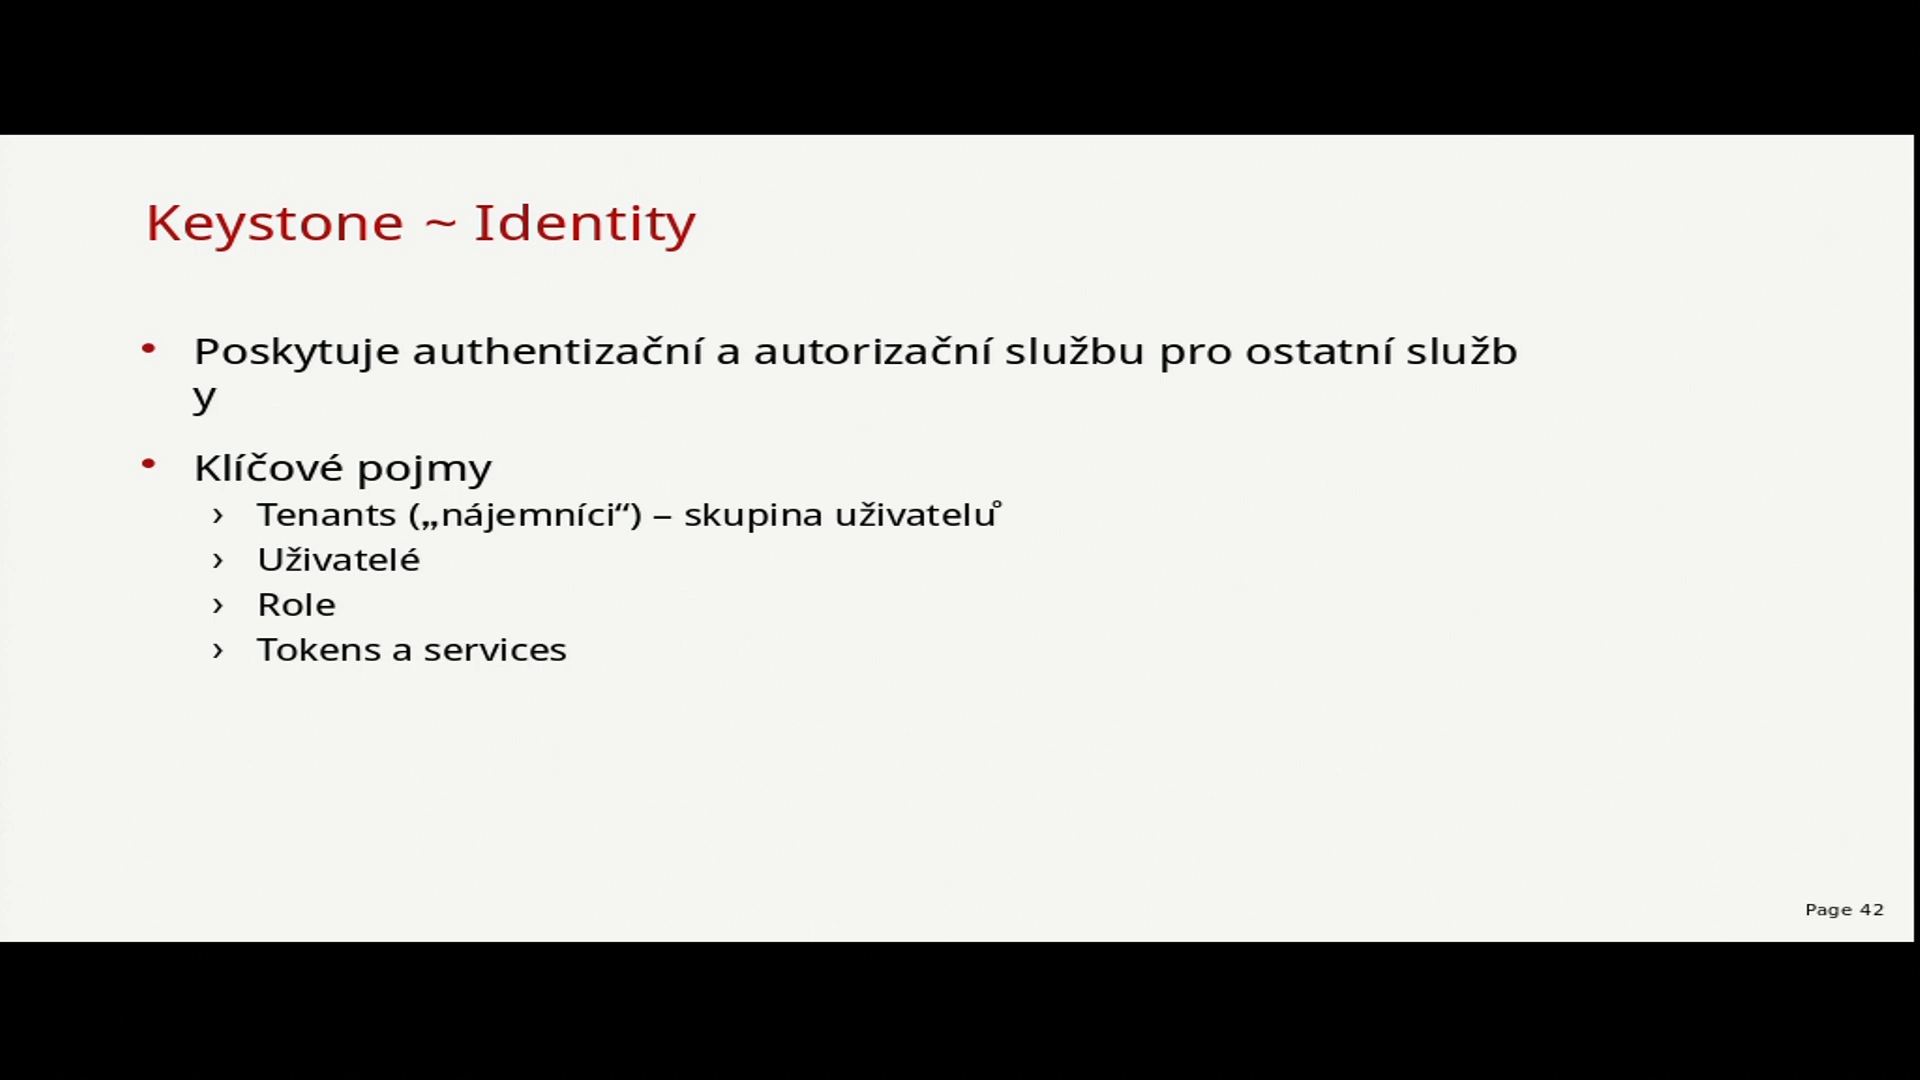 Keystone ~ Identity
• Poskytuje authentizační a autorizační službu pro ostatní služb
y
• Klíčové pojmy
› Tenants („nájemníci“) – skupina uživatelů
› Uživatelé
› Role
› Tokens a services
Page 42